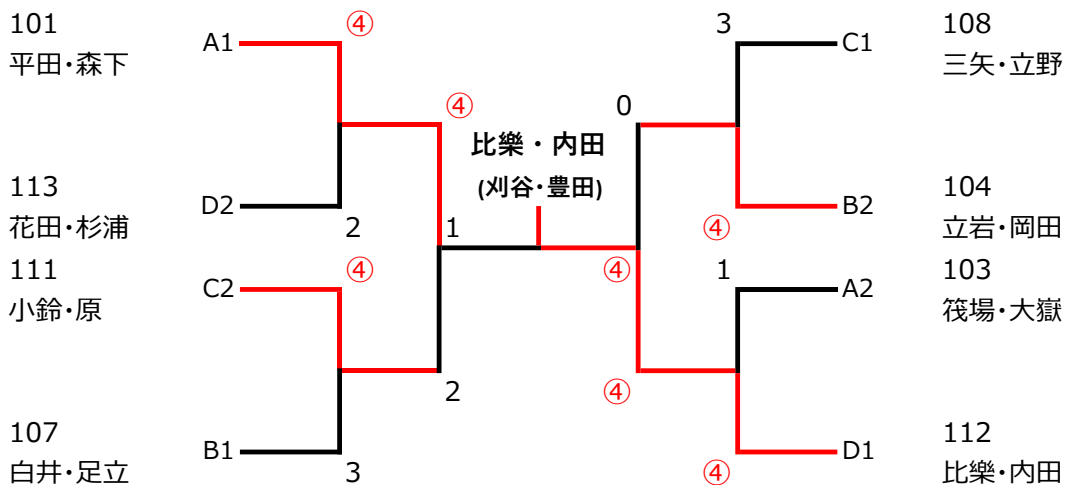 101
平田・森下
A1
④
113
花田・杉浦
D2
2
④
1
111
小鈴・原
C2
④
107
白井・足立
B1
3
2
比樂・内田
(刈谷・豊田)
3
C1
108
三矢・立野
0
104
立岩・岡田
B2
④
④
1
A2
103
筏場・大嶽
④
④
D1
112
比樂・内田